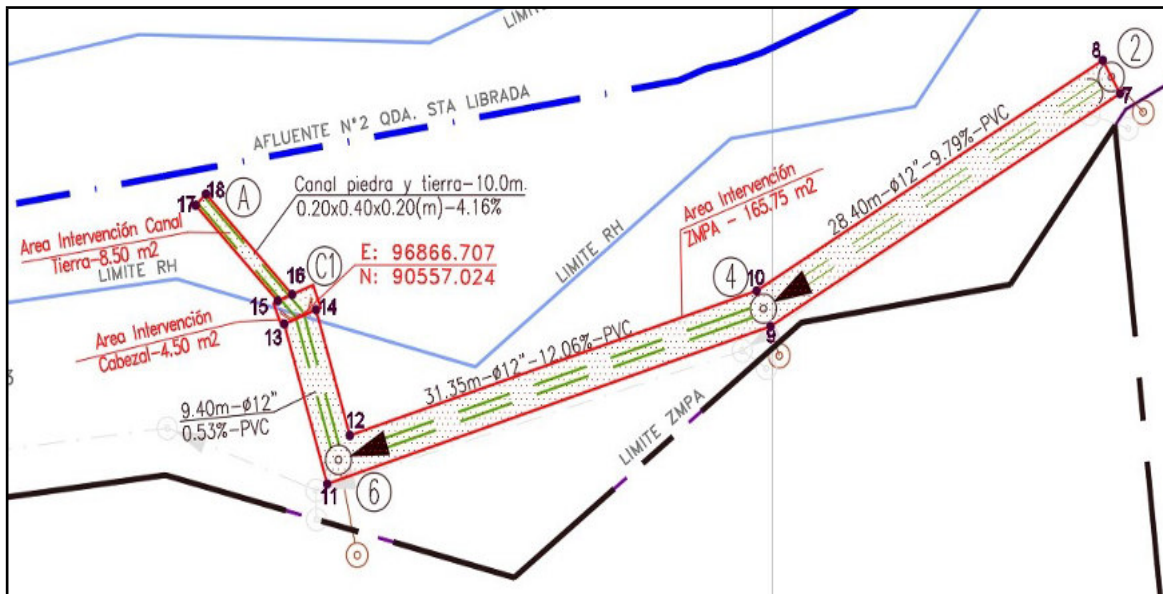 LIMITE
8
2
7
AFLUENTE N°2 QDA. STA LIBRADA
18
17
A
Canal piedra y tierra-10.0m.
0.20x0.40x0.20(m)-4.16%
Area Intervención Canal
Tierra-8.50 m2
LIMITE RH
E: 96866.707
N: 90557.024
Area Intervención
ZMPA - 165.75 m2
28.40m-ø12"-9.79%-PVC
LIMITE RH
16
C1
15
14
13
4
10
9
Area Intervención
Cabezal-4.50 m2
3
31.35m-ø12"-12.06%-PVC
9.40m-ø12"
0.53%-PVC
12
11
6
LIMITE ZMPA